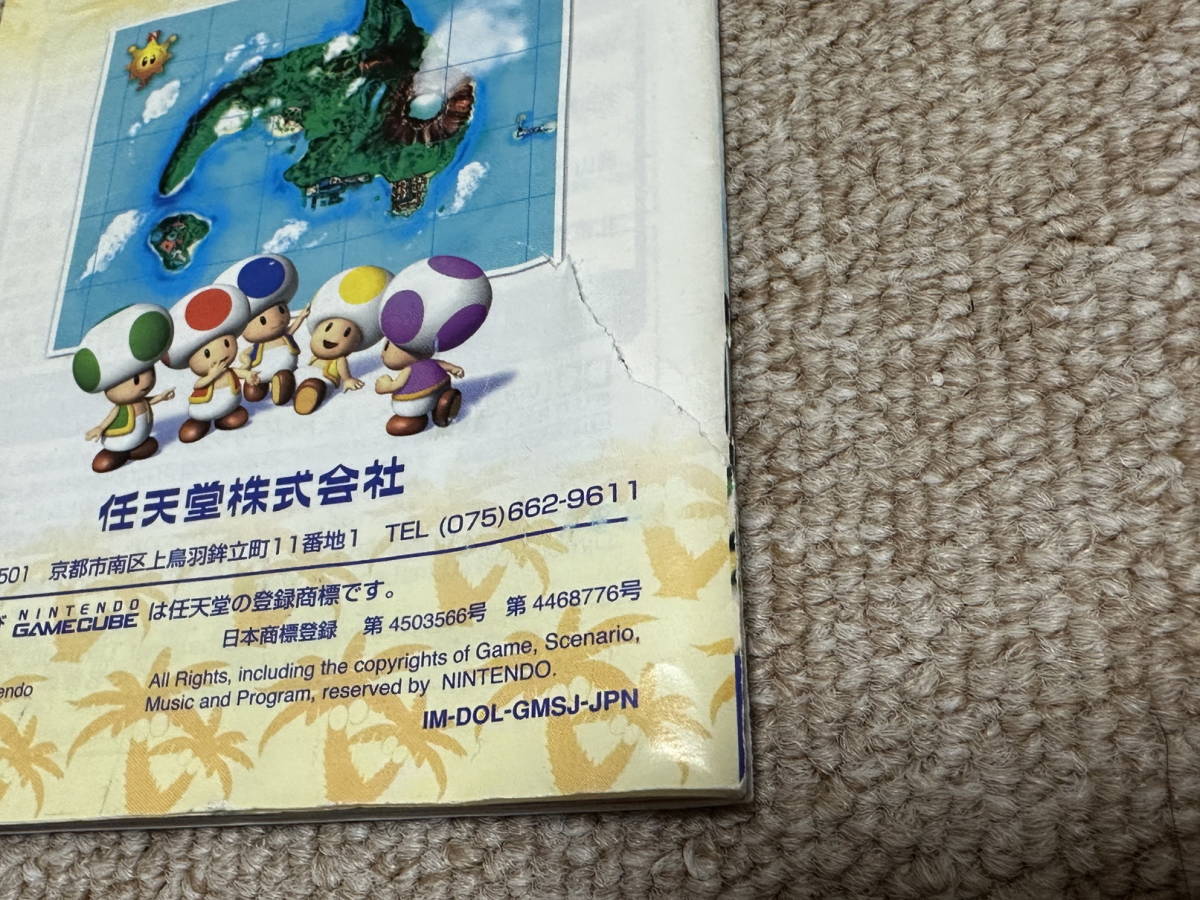 任天堂株式会社
501 京都市南区上鳥羽鉾立町11番地1 TEL (075)662-9611
NINTENDO GAMECUBE は任天堂の登録商標です。
日本商標登録 第 4503566号 第 4468776号
All Rights, including the copyrights of Game, Scenario,
endo Music and Program, reserved by NINTENDO.
IM-DOL-GMSJ-JPN